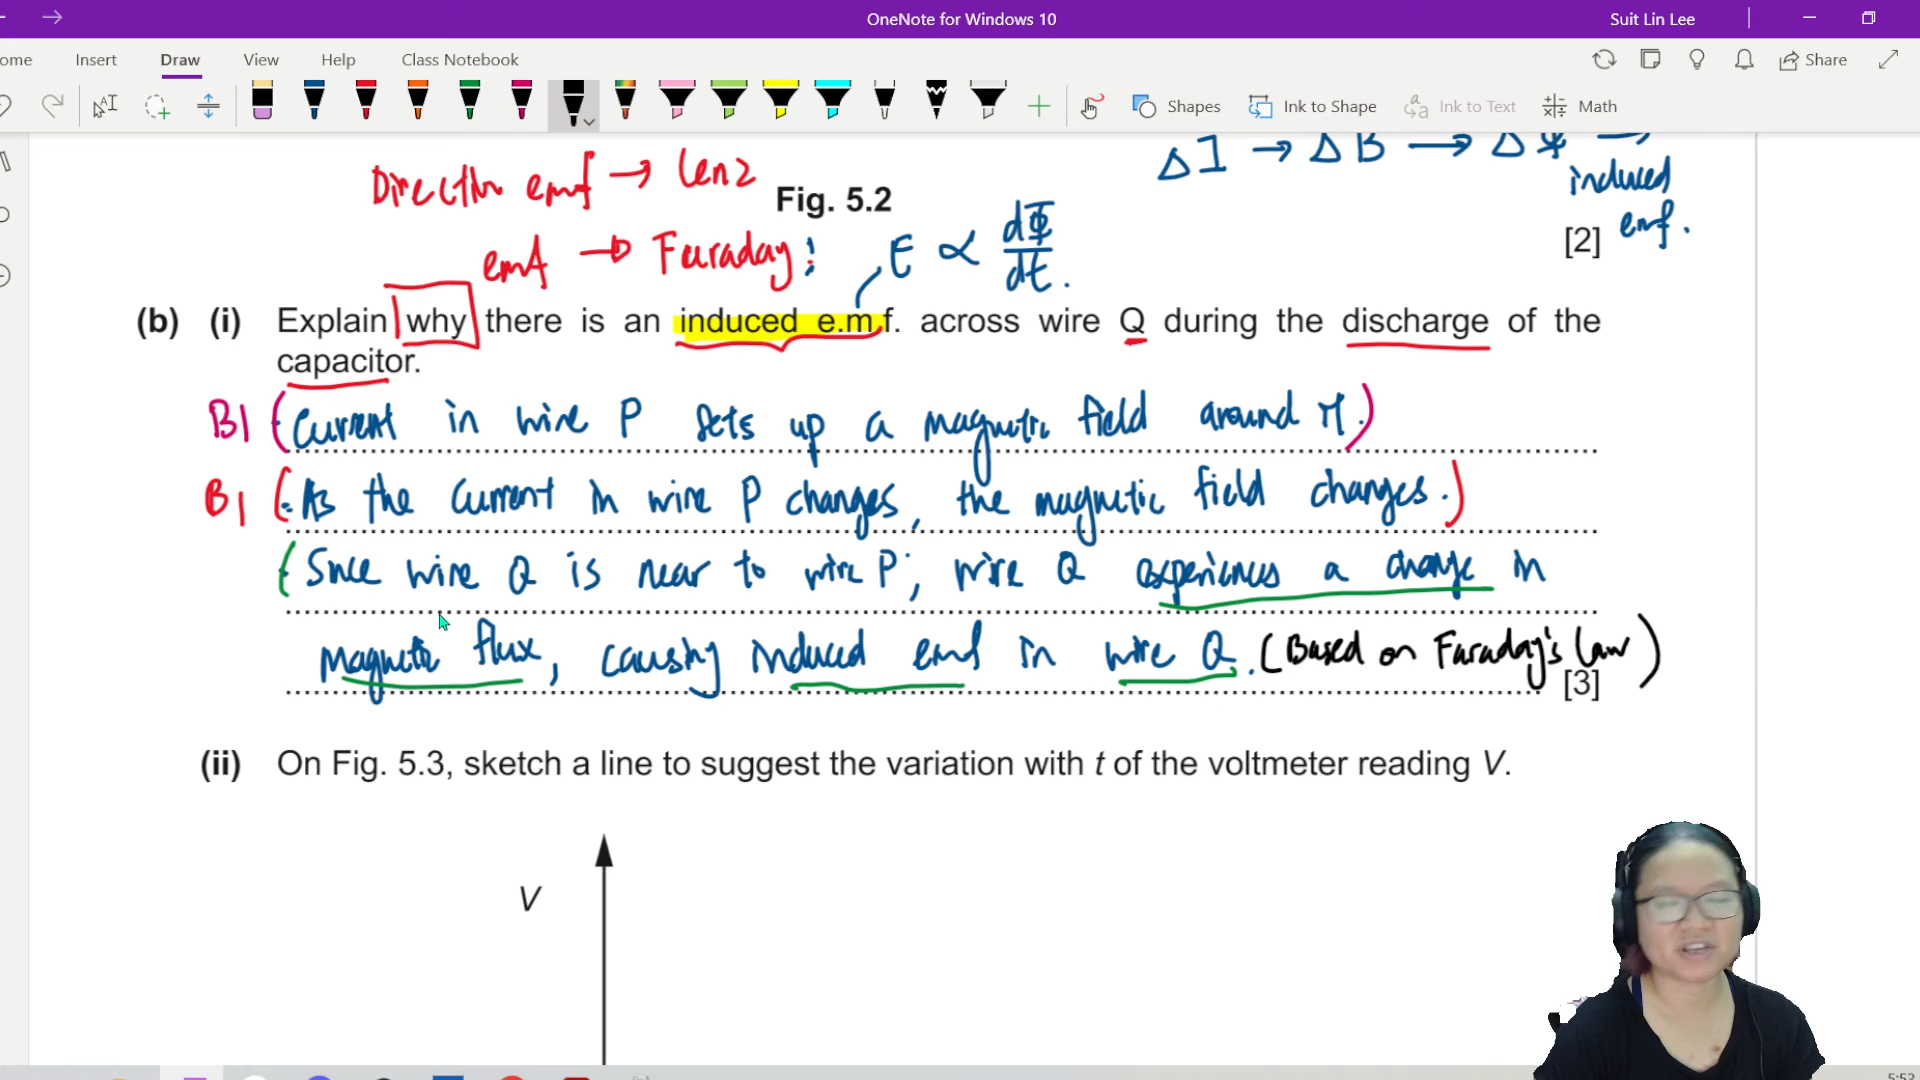 OneNote for Windows 10
Suit Lin Lee
ome Insert Draw View Help Class Notebook
Share
Shapes Ink to Shape Ink to Text Math
ΔI → ΔB → ΔΦ →
induced
emf.
Direction emf → Lenz
Fig. 5.2
[2]
emf → Faraday: E ∝ dΦ/dt.
(b) (i) Explain why there is an induced e.m.f. across wire Q during the discharge of the
capacitor.
B1 (Current in wire P sets up a magnetic field around it.)
B1 (As the current in wire P changes, the magnetic field changes.)
(Since wire Q is near to wire P, wire Q experiences a change in
magnetic flux, causing induced emf in wire Q. (Based on Faraday's Law)
[3]
(ii) On Fig. 5.3, sketch a line to suggest the variation with t of the voltmeter reading V.
V
5:52